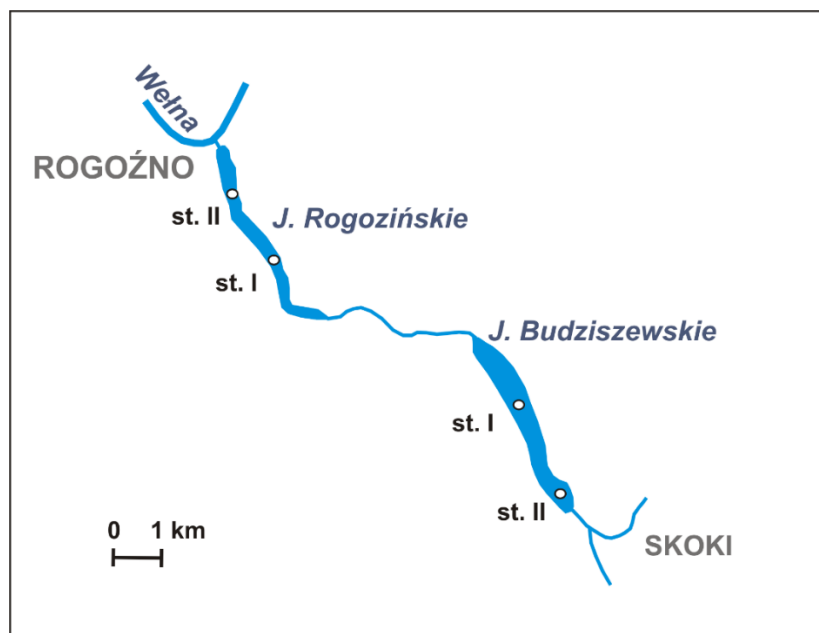 Wełna
ROGOŹNO
st. II
J. Rogozińskie
st. I
J. Budziszewskie
st. I
st. II
SKOKI
0 1 km